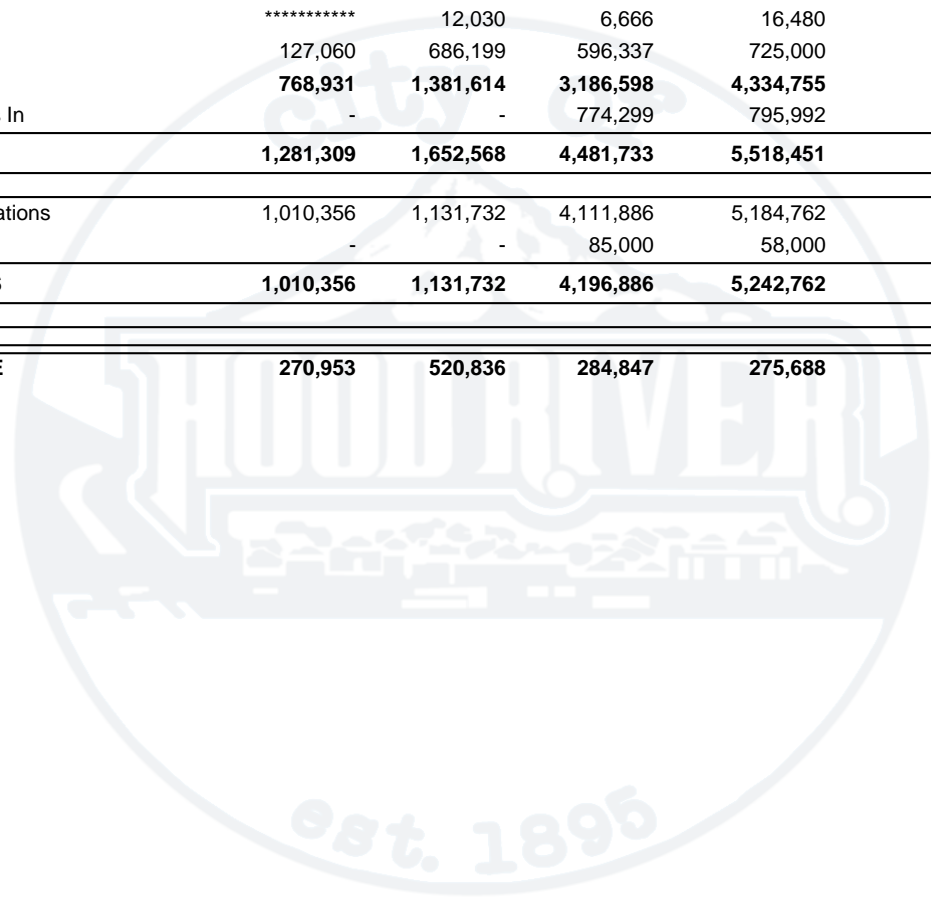 *********** 12,030 6,666 16,480
127,060 686,199 596,337 725,000
768,931 1,381,614 3,186,598 4,334,755
In - - 774,299 795,992
1,281,309 1,652,568 4,481,733 5,518,451
ations 1,010,356 1,131,732 4,111,886 5,184,762
- - 85,000 58,000
S 1,010,356 1,131,732 4,196,886 5,242,762
E 270,953 520,836 284,847 275,688
city of
HOOD RIVER
est. 1895